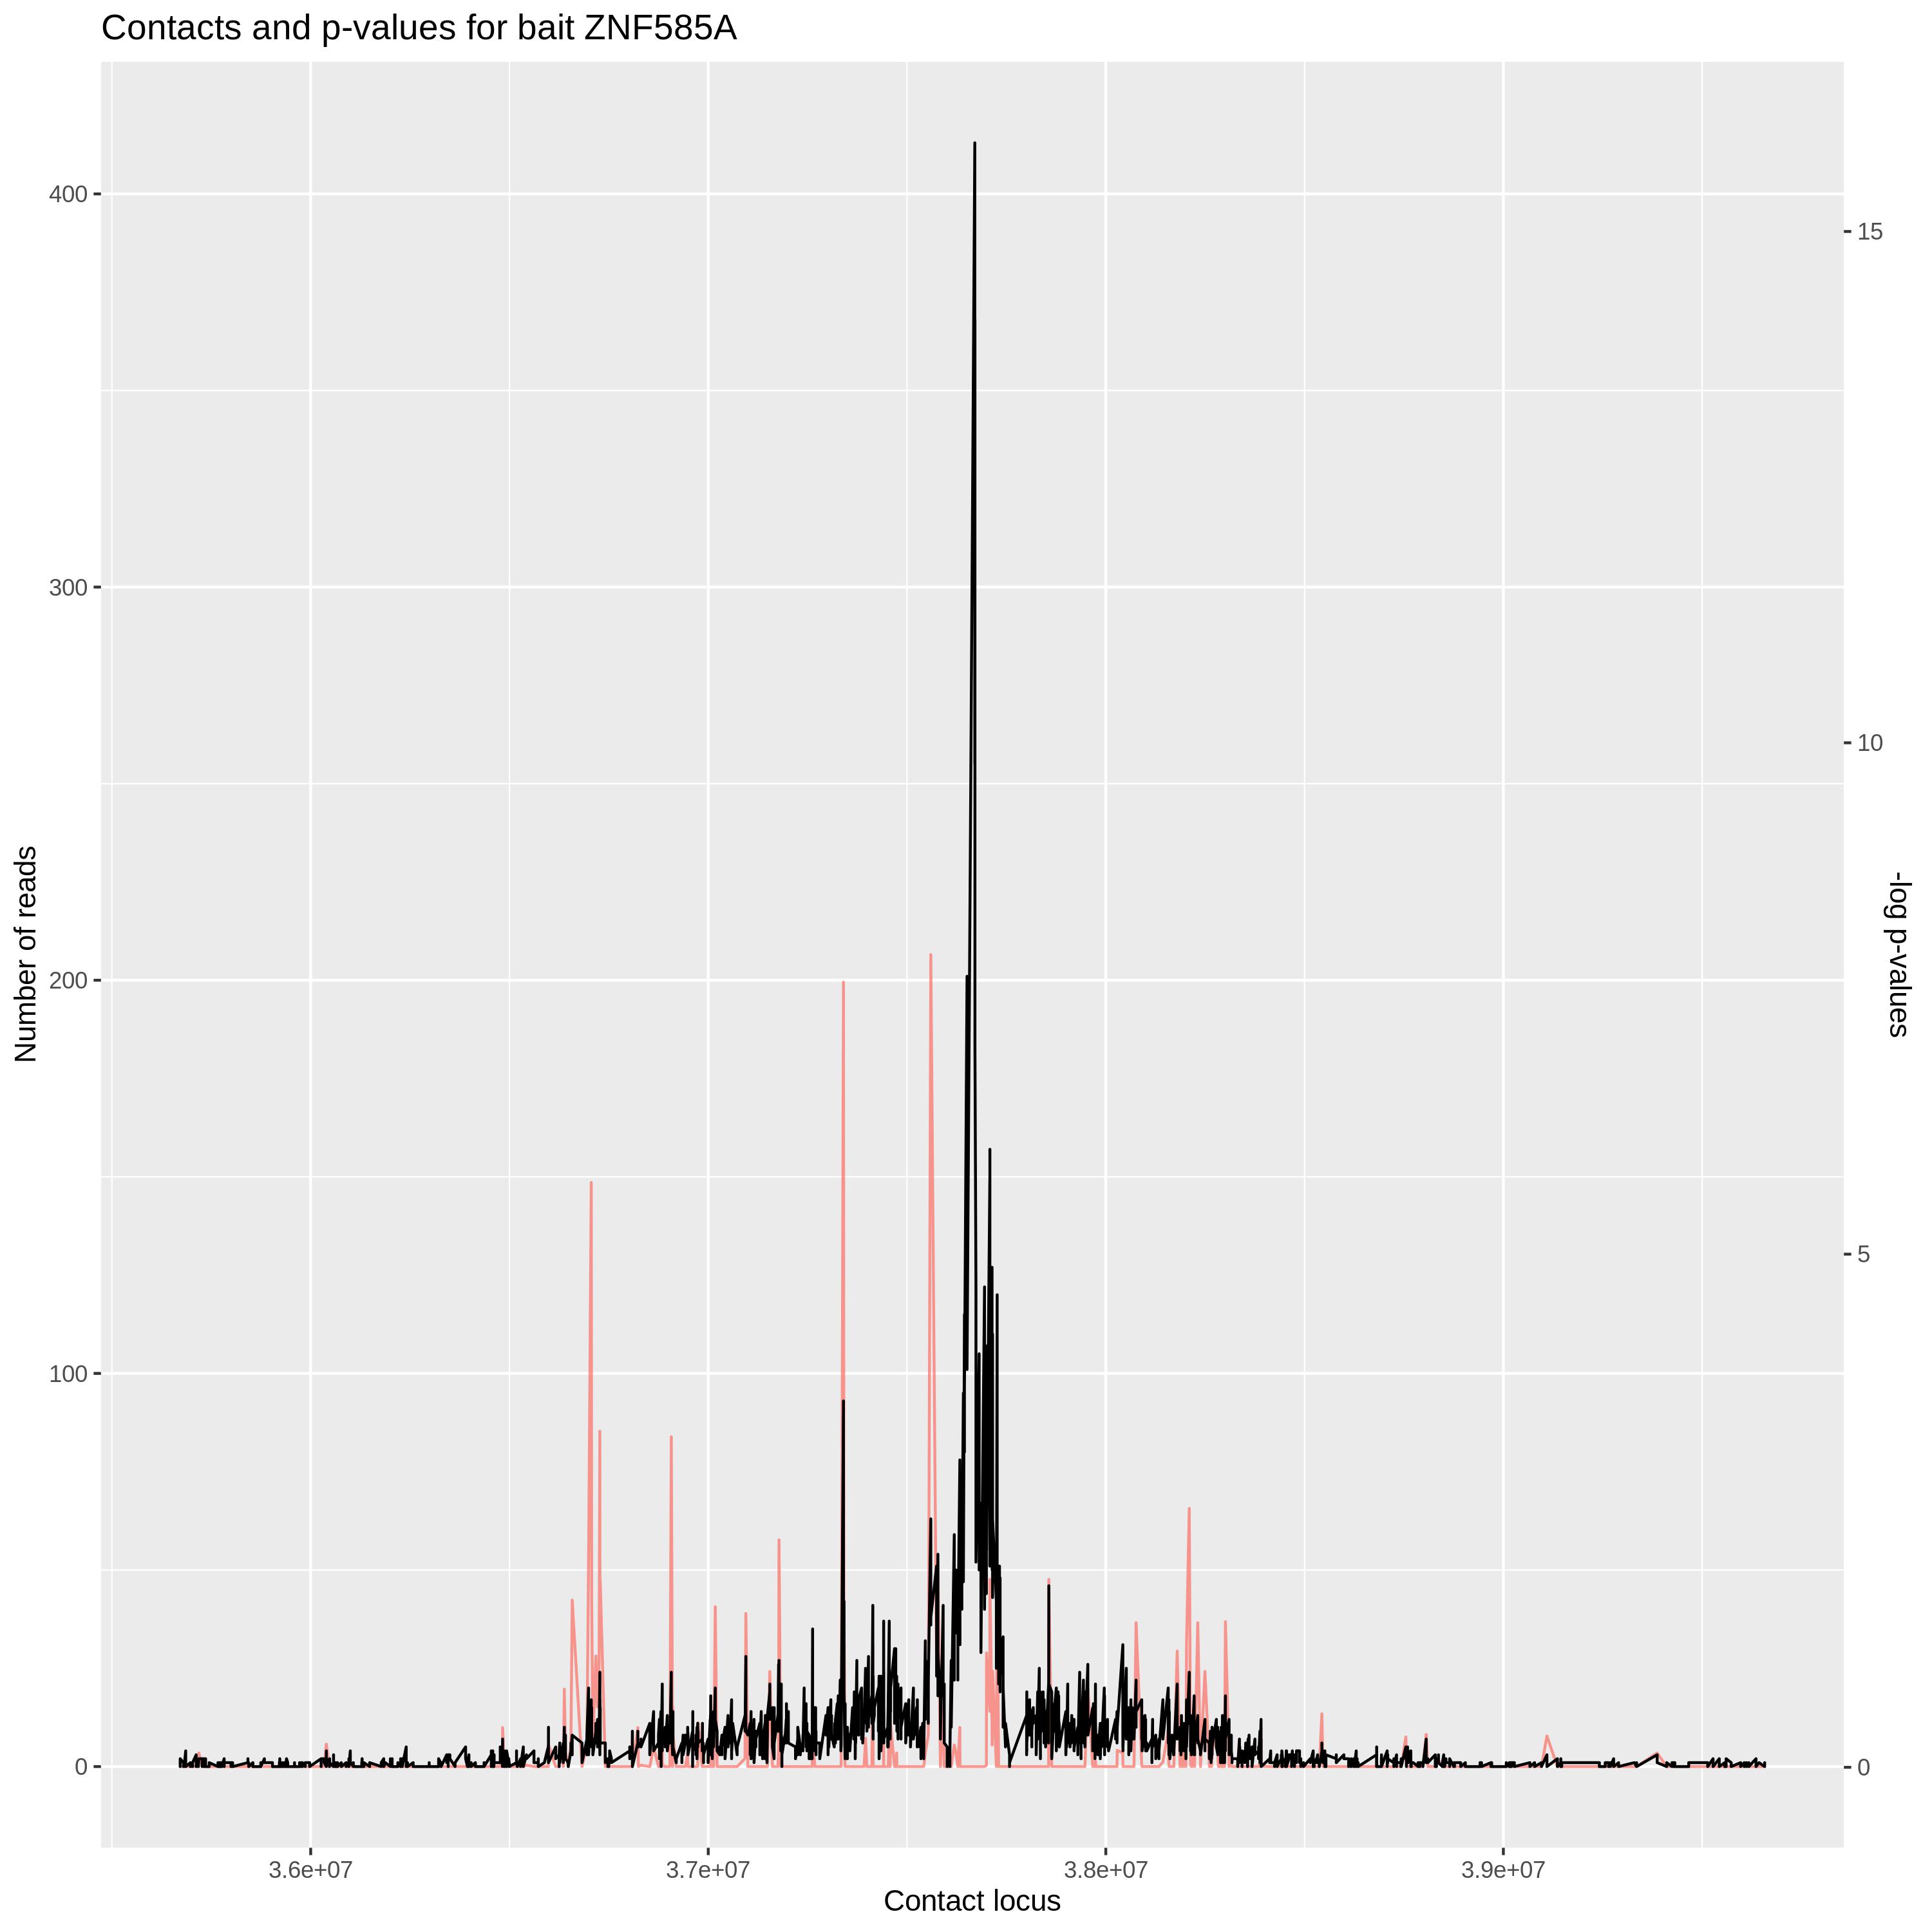 Contacts and p-values for bait ZNF585A
400
300
200
100
0
15
10
5
0
Number of reads
-log p-values
3.6e+07
3.7e+07
3.8e+07
3.9e+07
Contact locus